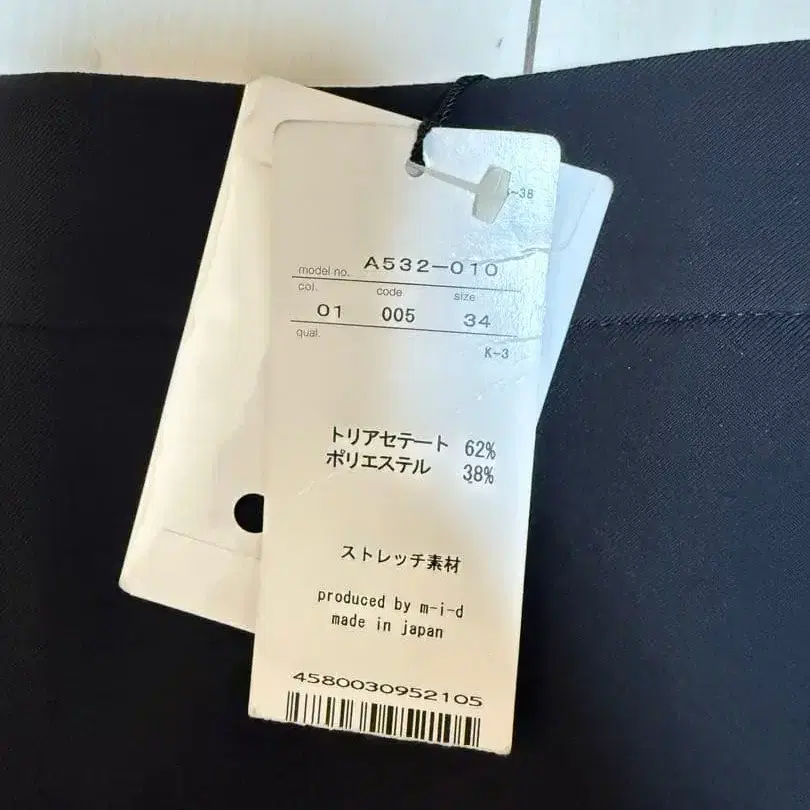 -38
model no. A532-010
col. code size
01 005 34
qual.
K-3
トリアセテート 62%
ポリエステル 38%
ストレッチ素材
produced by m-i-d
made in japan
4580030952105